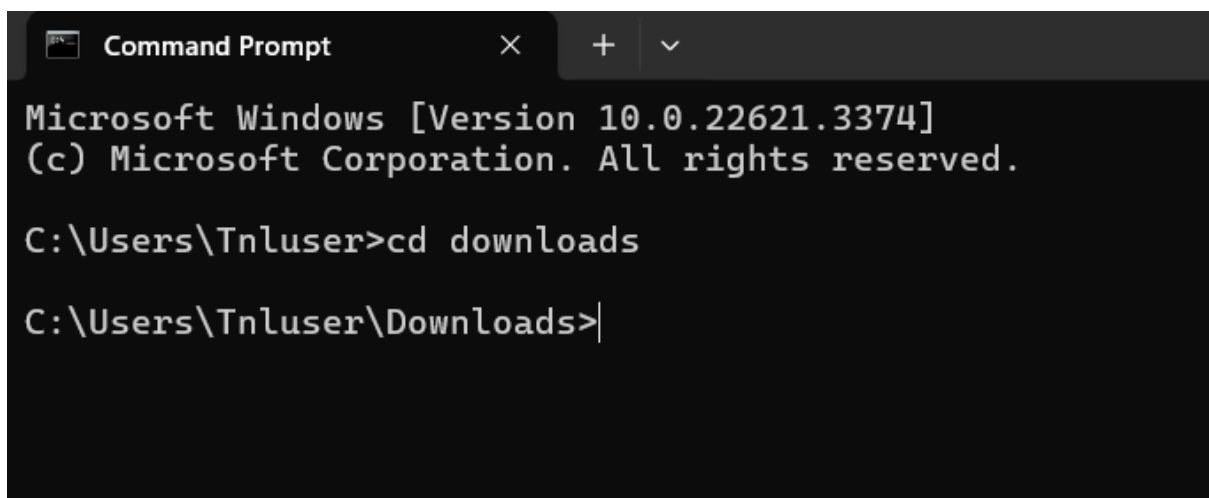 Command Prompt
Microsoft Windows [Version 10.0.22621.3374]
(c) Microsoft Corporation. All rights reserved.
C:\Users\Tnluser>cd downloads
C:\Users\Tnluser\Downloads>